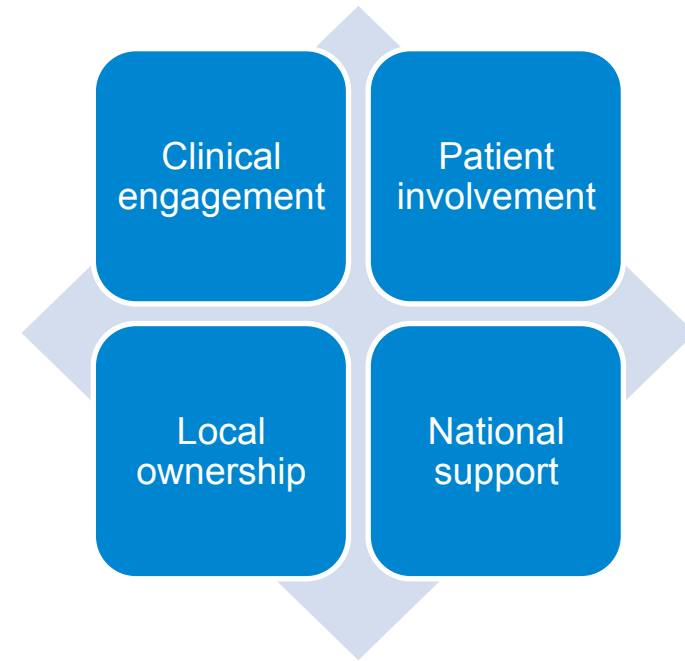 Clinical
engagement
Patient
involvement
Local
ownership
National
support